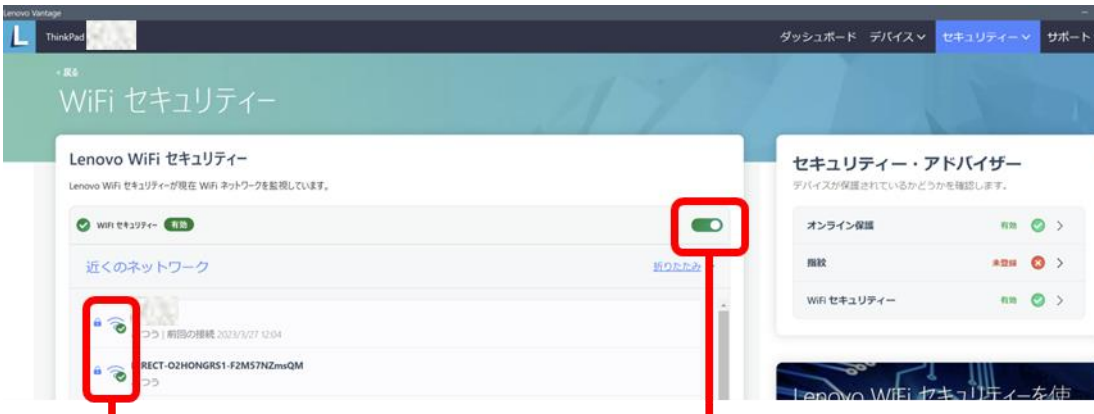 Lenovo Vantage
L ThinkPad
ダッシュボード デバイス セキュリティー サポート
< 戻る
WiFi セキュリティー
Lenovo WiFi セキュリティー
Lenovo WiFi セキュリティーが現在 WiFi ネットワークを監視しています。
WiFi セキュリティー 有効
近くのネットワーク 折りたたみ
つう | 前回の接続 2023/3/27 12:04
RECT-O2HONGRS1-F2M57NZmsQM
つう
セキュリティー・アドバイザー
デバイスが保護されているかどうかを確認します。
オンライン保護 有効
指紋 未登録
WiFi セキュリティー 有効
Lenovo WiFi セキュリティーを使